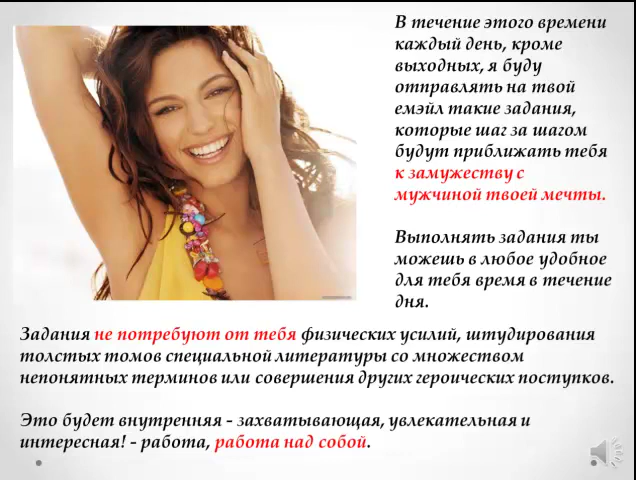 В течение этого времени
каждый день, кроме
выходных, я буду
отправлять на твой
емэйл такие задания,
которые шаг за шагом
будут приближать тебя
к замужеству с
мужчиной твоей мечты.
Выполнять задания ты
можешь в любое удобное
для тебя время в течение
дня.
Задания не потребуют от тебя физических усилий, штудирования
толстых томов специальной литературы со множеством
непонятных терминов или совершения других героических поступков.
Это будет внутренняя - захватывающая, увлекательная и
интересная! - работа, работа над собой.